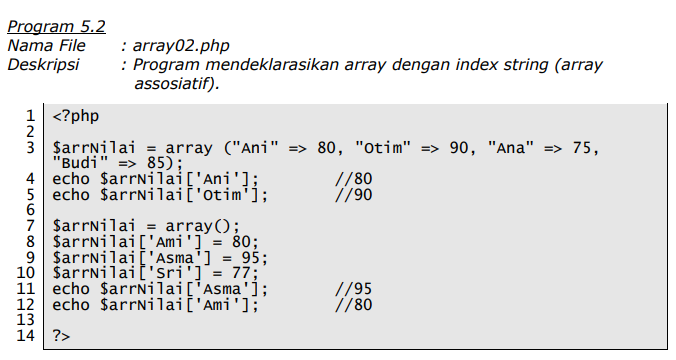 Program 5.2
Nama File : array02.php
Deskripsi : Program mendeklarasikan array dengan index string (array
assosiatif).
1 <?php
2
3 $arrNilai = array ("Ani" => 80, "Otim" => 90, "Ana" => 75,
"Budi" => 85);
4 echo $arrNilai['Ani']; //80
5 echo $arrNilai['Otim']; //90
6
7 $arrNilai = array();
8 $arrNilai['Ami'] = 80;
9 $arrNilai['Asma'] = 95;
10 $arrNilai['Sri'] = 77;
11 echo $arrNilai['Asma']; //95
12 echo $arrNilai['Ami']; //80
13
14 ?>